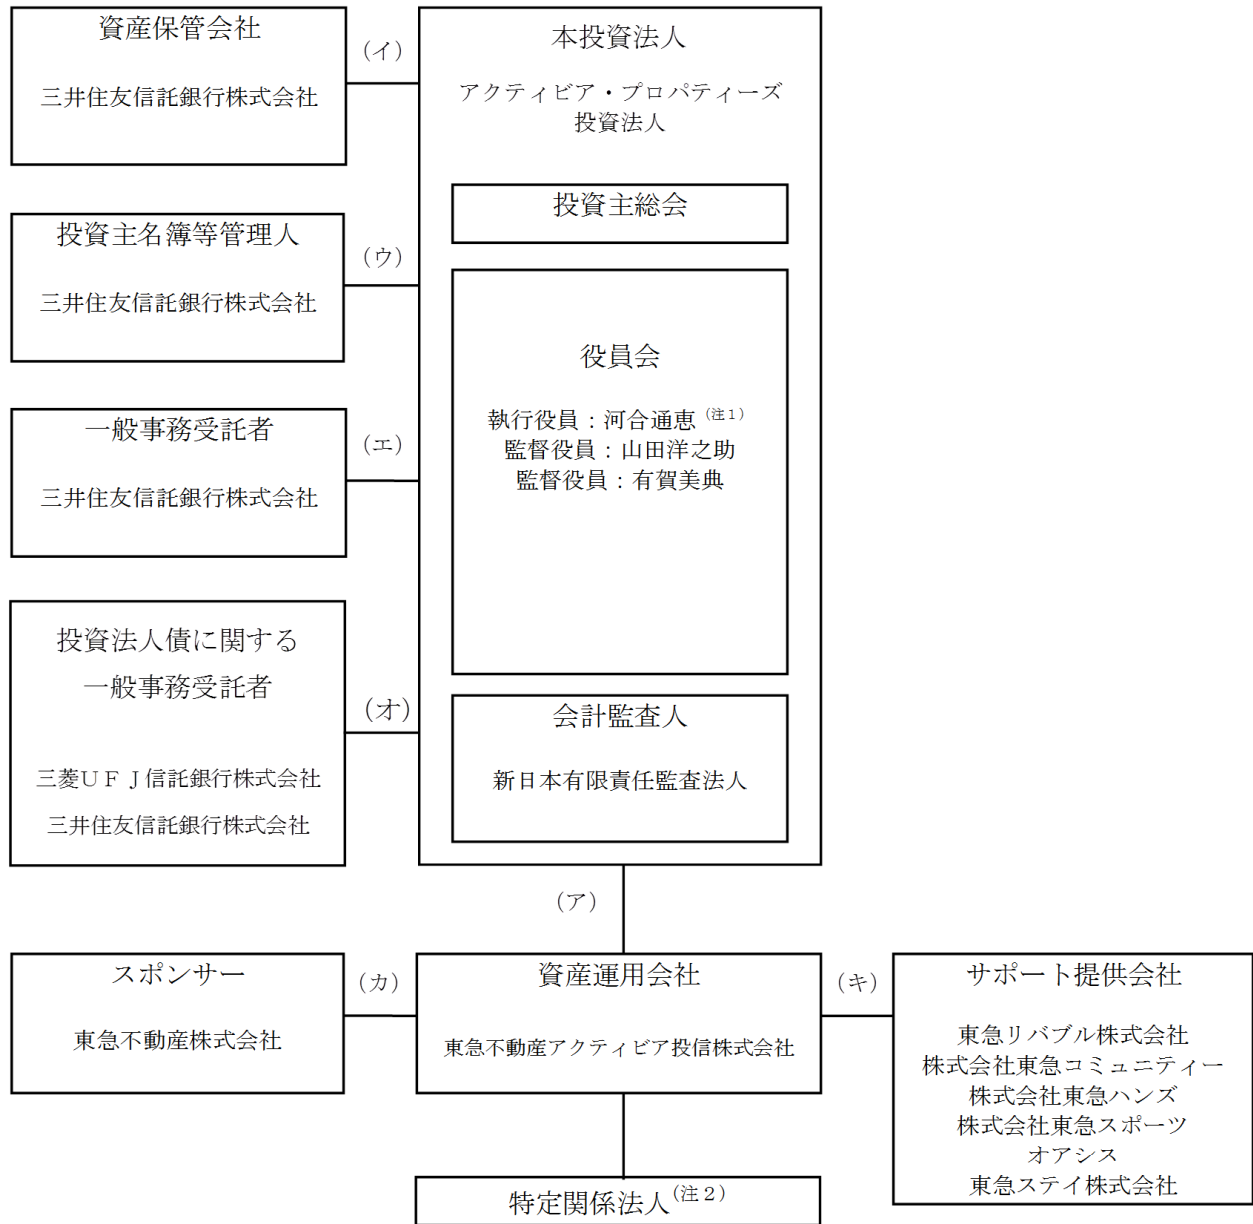 資産保管会社
三井住友信託銀行株式会社
(イ)
本投資法人
アクティビア・プロパティーズ
投資法人
投資主総会
投資主名簿等管理人
三井住友信託銀行株式会社
(ウ)
役員会
執行役員:河合通恵(注1)
監督役員:山田洋之助
監督役員:有賀美典
一般事務受託者
三井住友信託銀行株式会社
(エ)
投資法人債に関する
一般事務受託者
三菱UFJ信託銀行株式会社
三井住友信託銀行株式会社
(オ)
会計監査人
新日本有限責任監査法人
(ア)
スポンサー
東急不動産株式会社
(カ)
資産運用会社
東急不動産アクティビア投信株式会社
(キ)
サポート提供会社
東急リバブル株式会社
株式会社東急コミュニティー
株式会社東急ハンズ
株式会社東急スポーツ
オアシス
東急ステイ株式会社
特定関係法人(注2)